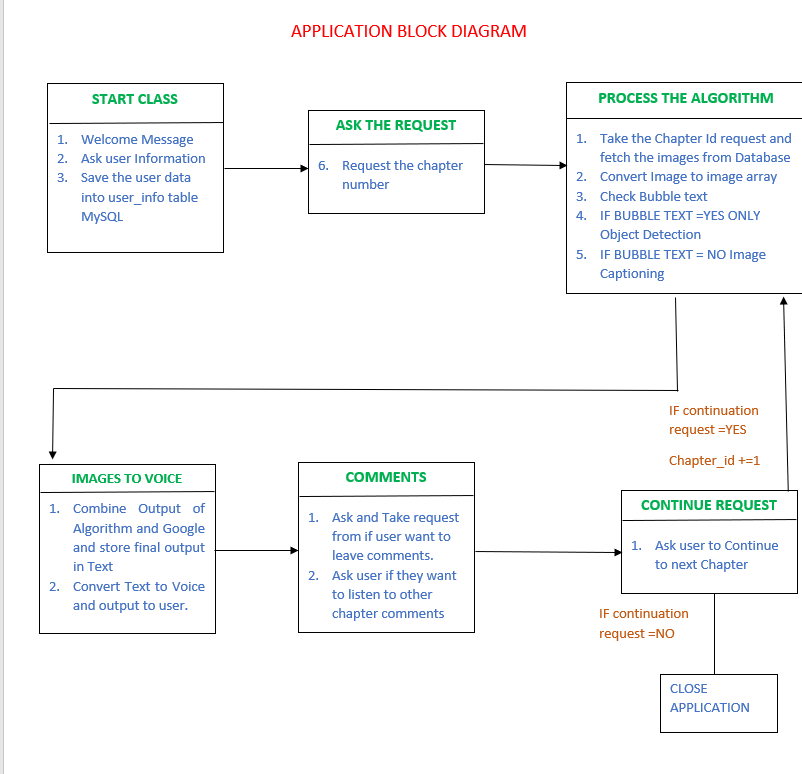 APPLICATION BLOCK DIAGRAM
START CLASS
1. Welcome Message
2. Ask user Information
3. Save the user data
into user_info table
MySQL
ASK THE REQUEST
6. Request the chapter
number
PROCESS THE ALGORITHM
1. Take the Chapter Id request and
fetch the images from Database
2. Convert Image to image array
3. Check Bubble text
4. IF BUBBLE TEXT =YES ONLY
Object Detection
5. IF BUBBLE TEXT = NO Image
Captioning
IMAGES TO VOICE
1. Combine Output of
Algorithm and Google
and store final output
in Text
2. Convert Text to Voice
and output to user.
COMMENTS
1. Ask and Take request
from if user want to
leave comments.
2. Ask user if they want
to listen to other
chapter comments
IF continuation
request =YES
Chapter_id +=1
CONTINUE REQUEST
1. Ask user to Continue
to next Chapter
IF continuation
request =NO
CLOSE
APPLICATION